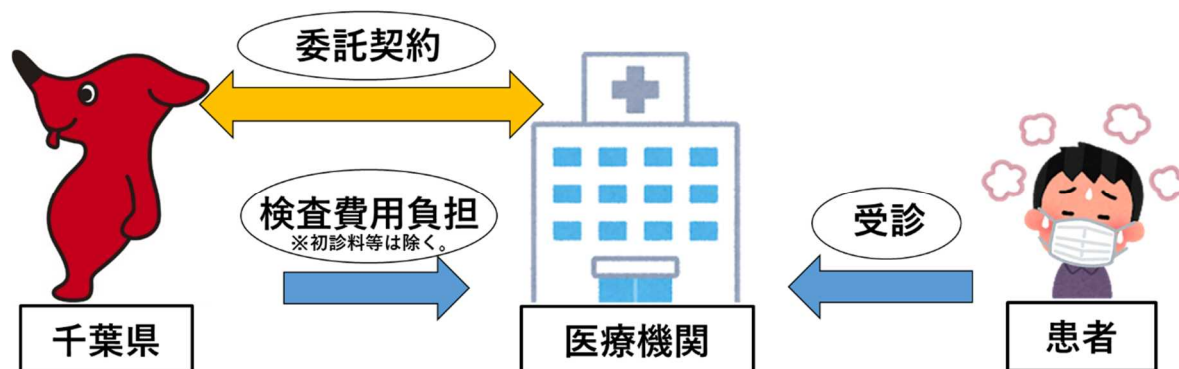 委託契約
検査費用負担
※初診料等は除く。
受診
千葉県
医療機関
患者